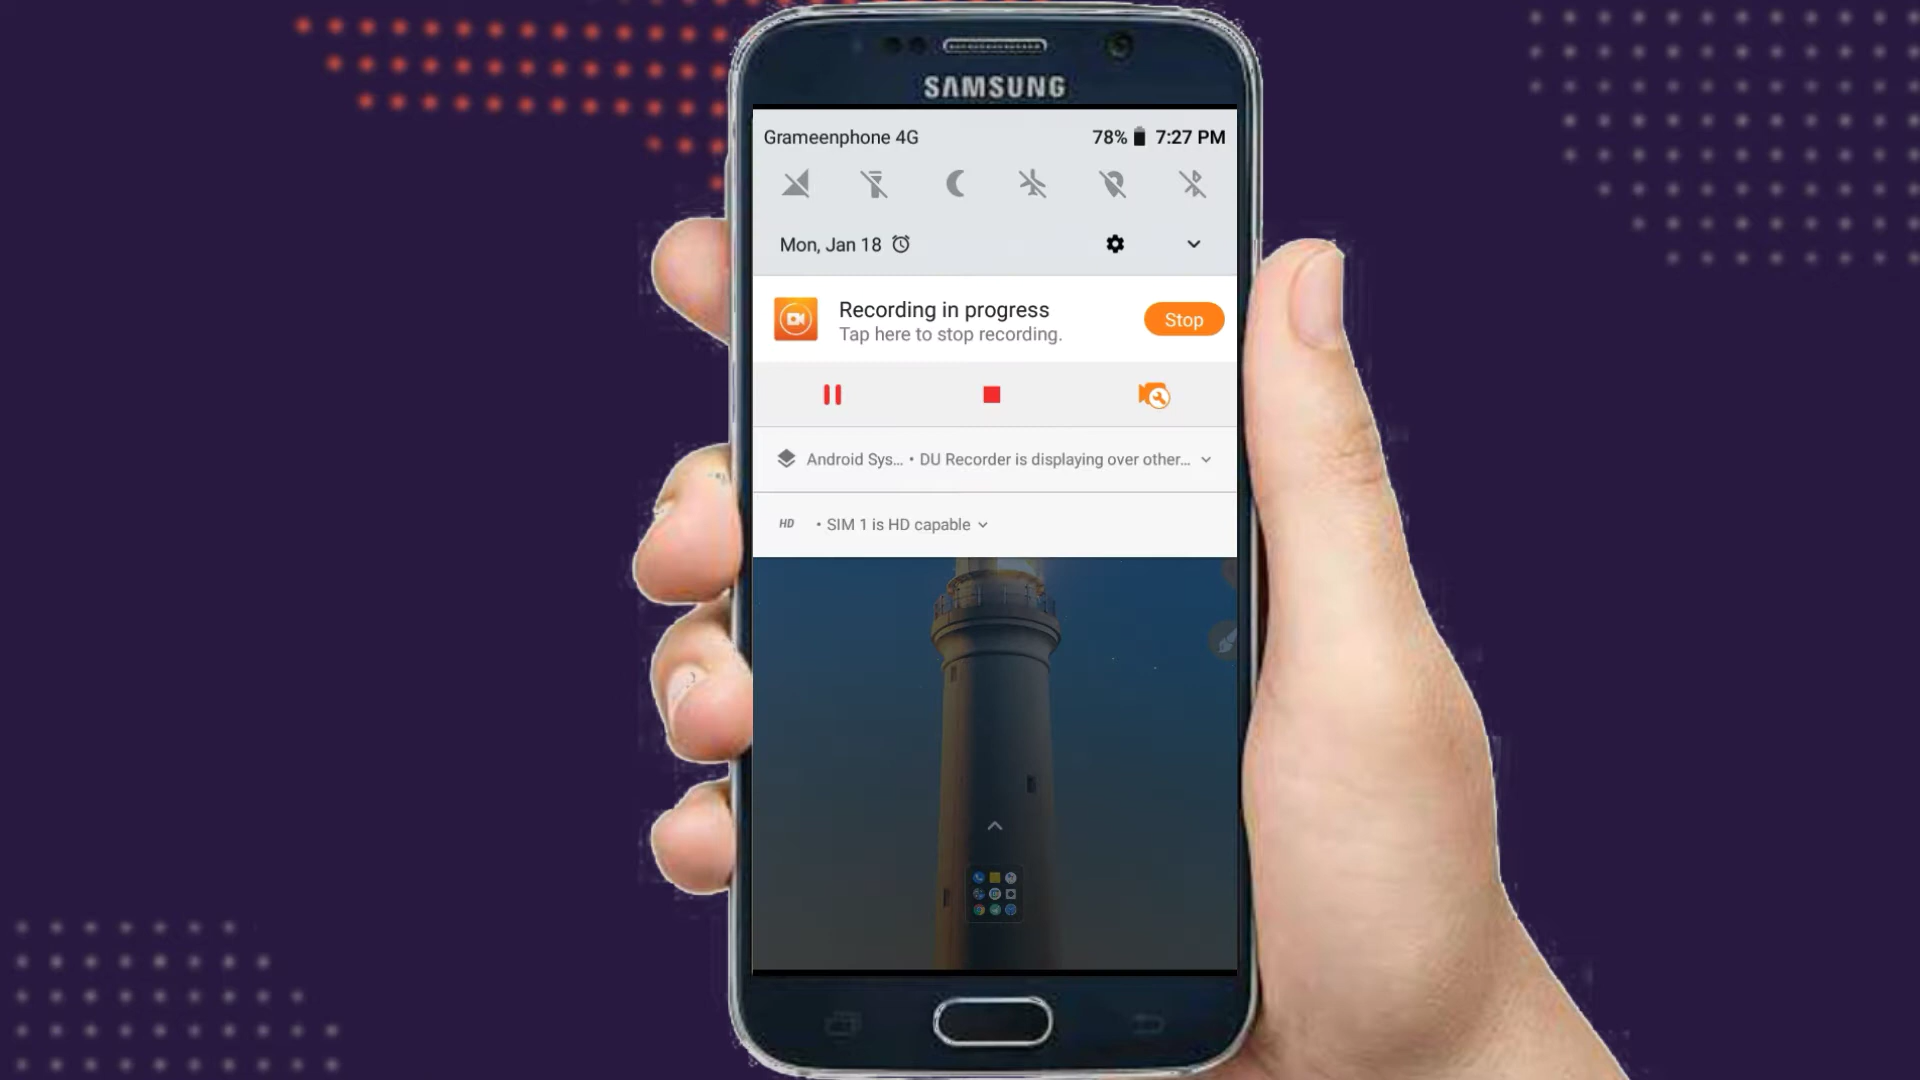 SAMSUNG
Grameenphone 4G
78% 7:27 PM
Mon, Jan 18
Recording in progress
Tap here to stop recording.
Stop
Android Sys... • DU Recorder is displaying over other...
HD • SIM 1 is HD capable